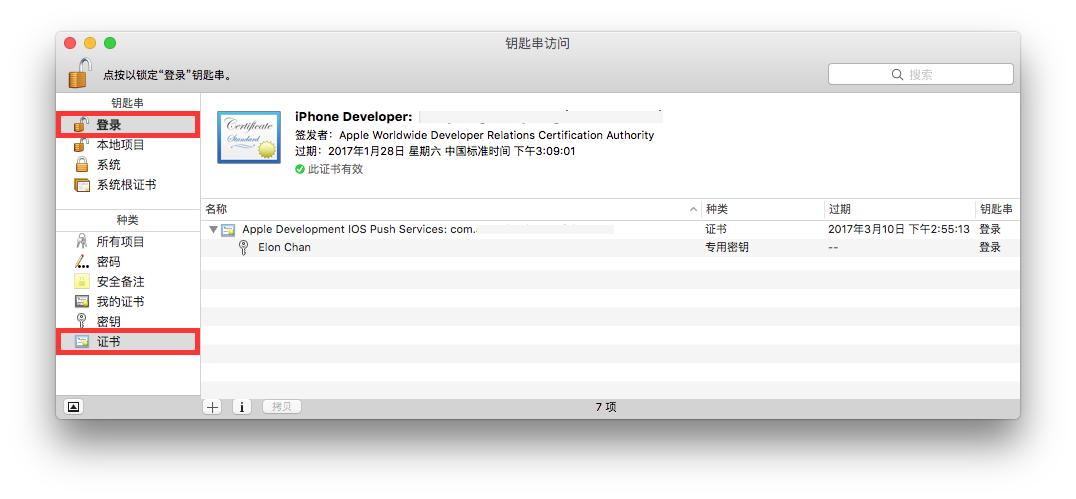 钥匙串访问
点按以锁定“登录”钥匙串。
搜索
钥匙串
登录
本地项目
系统
系统根证书
种类
所有项目
密码
安全备注
我的证书
密钥
证书
Certificate
Standard
iPhone Developer:
签发者：Apple Worldwide Developer Relations Certification Authority
过期：2017年1月28日 星期六 中国标准时间 下午3:09:01
此证书有效
名称 种类 过期 钥匙串
Apple Development IOS Push Services: com. 证书 2017年3月10日 下午2:55:13 登录
Elon Chan 专用密钥 -- 登录
拷贝
7 项